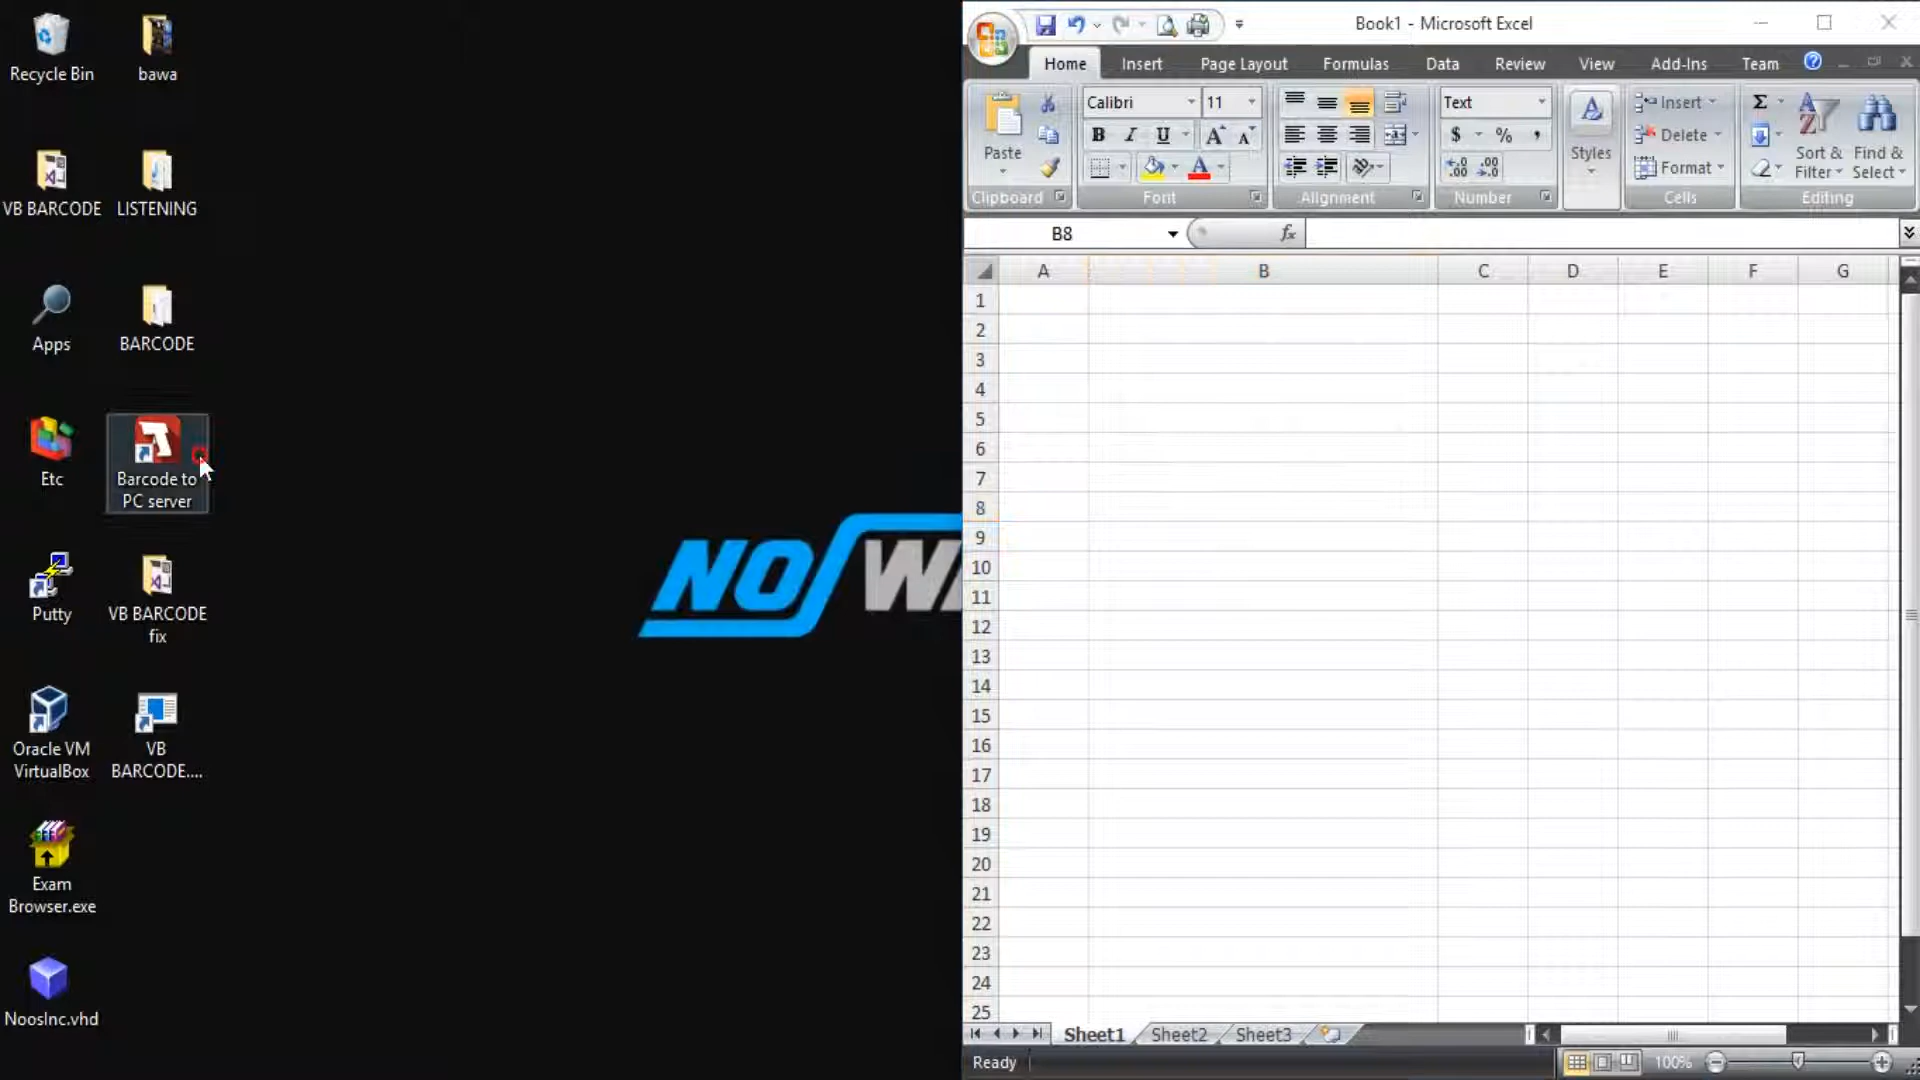 Recycle Bin
bawa
VB BARCODE
LISTENING
Apps
BARCODE
Etc
Barcode to
PC server
Putty
VB BARCODE
fix
Oracle VM
VirtualBox
VB
BARCODE....
Exam
Browser.exe
NoosInc.vhd
NO
Book1 - Microsoft Excel
Home Insert Page Layout Formulas Data Review View Add-Ins Team
Paste
Clipboard
Calibri 11
B I U A A
A
Font
Alignment
Text
$ % ,
.00 .00
Number
Styles
Insert
Delete
Format
Cells
Σ
Sort &
Filter
Find &
Select
Editing
B8 fx
A B C D E F G
1
2
3
4
5
6
7
8
9
10
11
12
13
14
15
16
17
18
19
20
21
22
23
24
25
Sheet1 Sheet2 Sheet3
Ready 100%